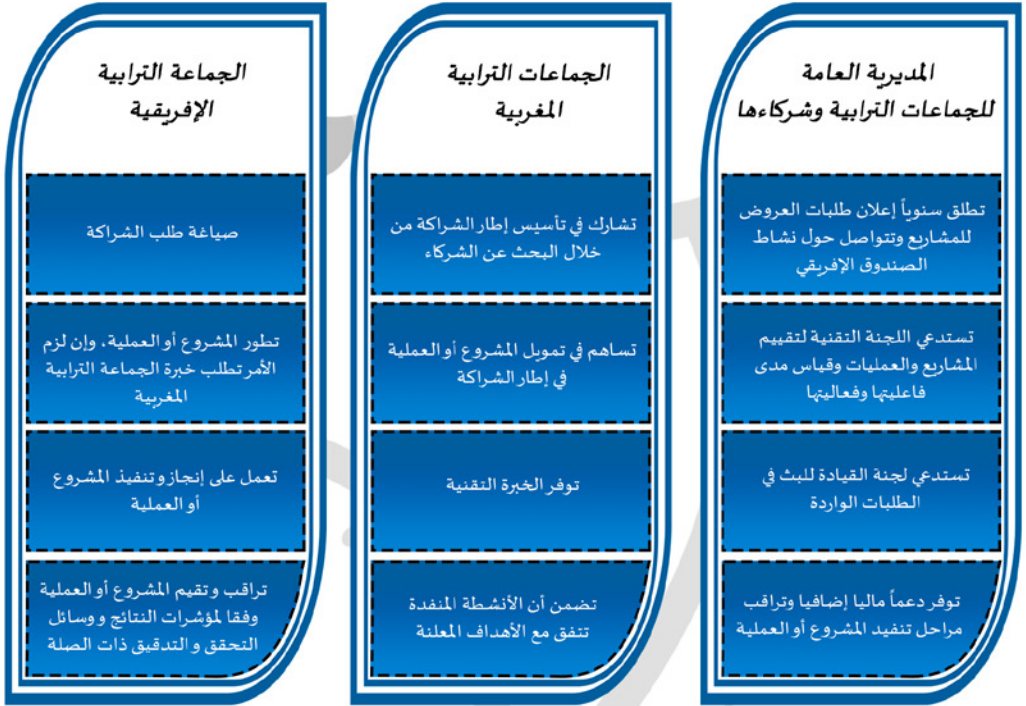 المديرية العامة
للجماعات الترابية وشركاءها
تطلق سنوياً إعلان طلبات العروض
للمشاريع وتتواصل حول نشاط
الصندوق الإفريقي
تستدعي اللجنة التقنية لتقييم
المشاريع والعمليات وقياس مدى
فاعليتها وفعاليتها
تستدعي لجنة القيادة للبث في
الطلبات الواردة
توفر دعماً ماليا إضافيا وتراقب
مراحل تنفيد المشروع أو العملية
الجماعات الترابية
المغربية
تشارك في تأسيس إطار الشراكة من
خلال البحث عن الشركاء
تساهم في تمويل المشروع أو العملية
في إطار الشراكة
توفر الخبرة التقنية
تضمن أن الأنشطة المنفدة
تتفق مع الأهداف المعلنة
الجماعة الترابية
الإفريقية
صياغة طلب الشراكة
تطور المشروع أو العملية، وإن لزم
الأمر تطلب خبرة الجماعة الترابية
المغربية
تعمل على إنجاز وتنفيذ المشروع
أو العملية
تراقب وتقيم المشروع أو العملية
وفقا لمؤشرات النتائج ووسائل
التحقق والتدقيق ذات الصلة